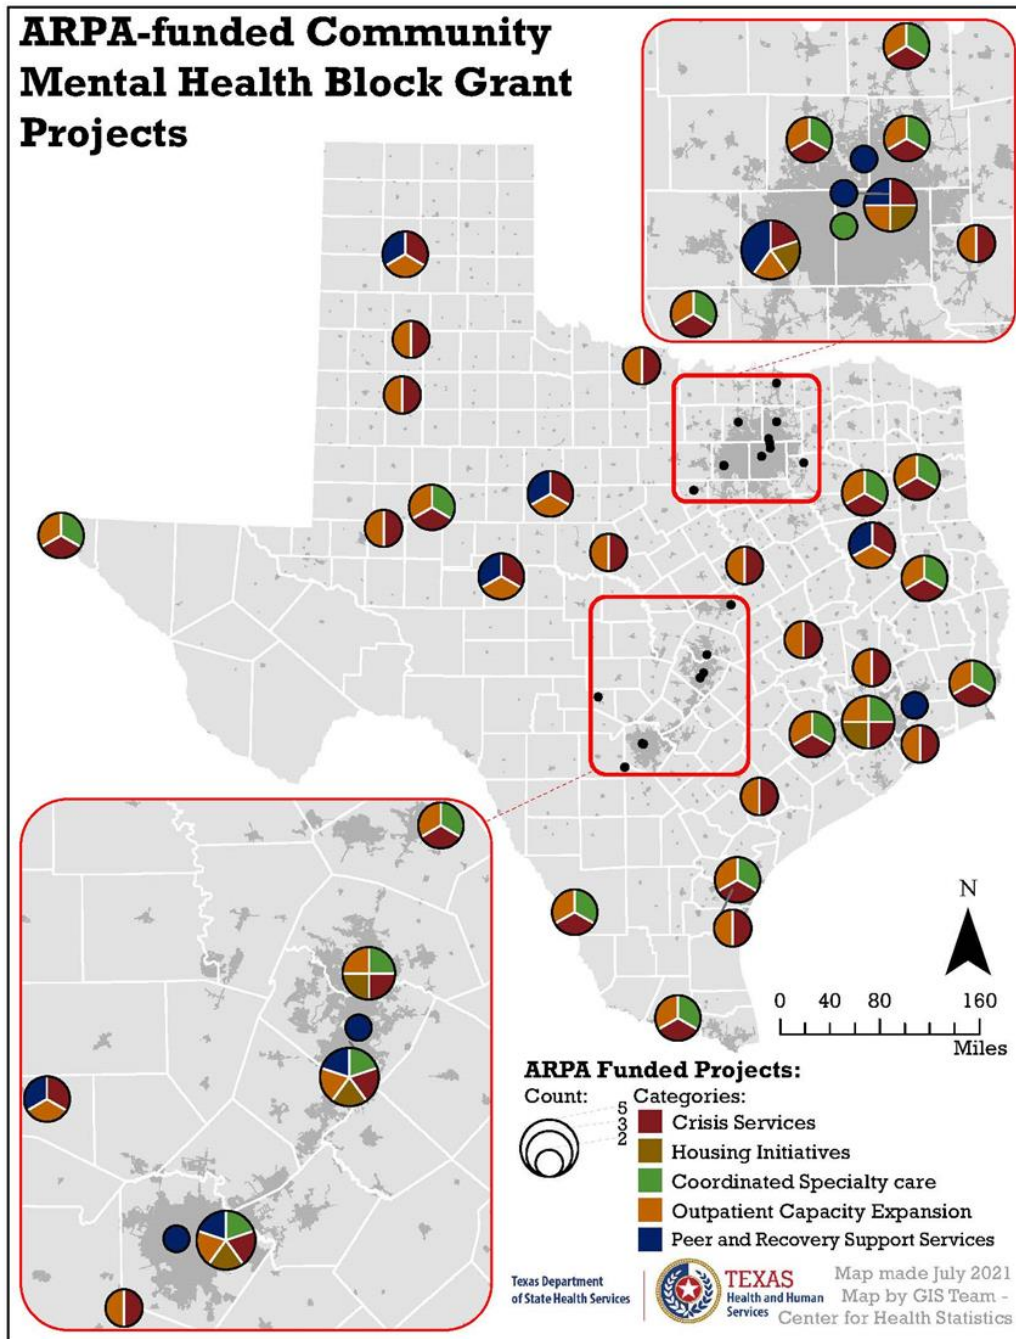 ARPA-funded Community
Mental Health Block Grant
Projects
N
0 40 80 160
Miles
ARPA Funded Projects:
Count:
5
3
2
Categories:
Crisis Services
Housing Initiatives
Coordinated Specialty care
Outpatient Capacity Expansion
Peer and Recovery Support Services
Texas Department
of State Health Services
TEXAS
Health and Human
Services
Map made July 2021
Map by GIS Team -
Center for Health Statistics